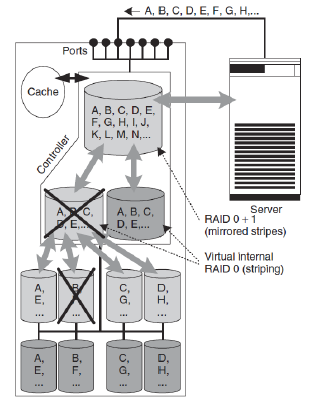 A, B, C, D, E, F, G, H,...
Ports
Cache
A, B, C, D, E,
F, G, H, I, J,
K, L, M, N,...
Controller
Server
A, B, C,
D, E,...
A, B, C,
D, E,...
RAID 0 + 1
(mirrored stripes)
Virtual internal
RAID 0 (striping)
A,
E,
...
B
...
C,
G,
...
D,
H,
...
A,
E,
...
B,
F,
...
C,
G,
...
D,
H,
...